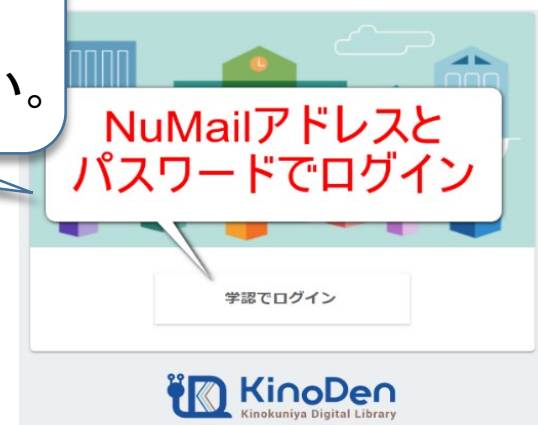 い。
NuMailアドレスと
パスワードでログイン
学認でログイン
KinoDen
Kinokuniya Digital Library